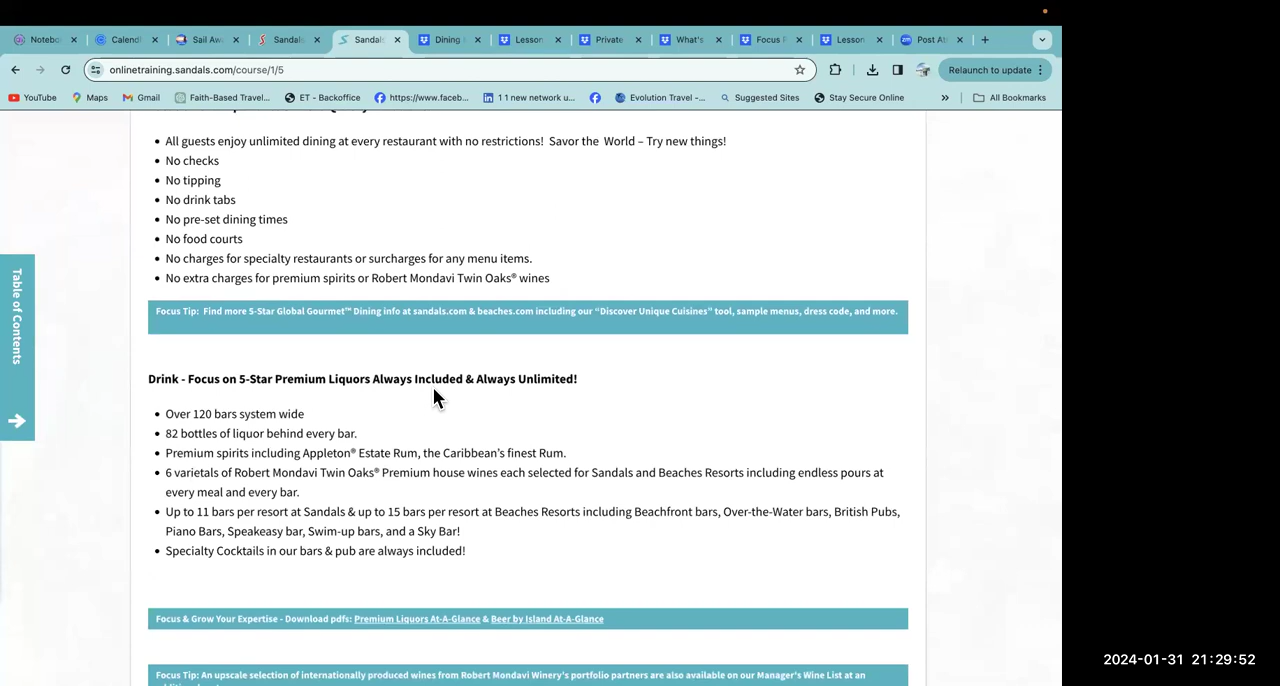 Notebo
Calendl
Sail Aw
Sandals
Sandals
Dining
Lesson
Private
What's
Focus F
Lesson
Post At
onlinetraining.sandals.com/course/1/5
Relaunch to update
YouTube
Maps
Gmail
Faith-Based Travel...
ET - Backoffice
https://www.faceb...
1 1 new network u...
Evolution Travel -...
Suggested Sites
Stay Secure Online
»
All Bookmarks
• All guests enjoy unlimited dining at every restaurant with no restrictions! Savor the World – Try new things!
• No checks
• No tipping
• No drink tabs
• No pre-set dining times
• No food courts
• No charges for specialty restaurants or surcharges for any menu items.
• No extra charges for premium spirits or Robert Mondavi Twin Oaks® wines
Table of Contents
Focus Tip: Find more 5-Star Global Gourmet™ Dining info at sandals.com & beaches.com including our “Discover Unique Cuisines” tool, sample menus, dress code, and more.
Drink - Focus on 5-Star Premium Liquors Always Included & Always Unlimited!
• Over 120 bars system wide
• 82 bottles of liquor behind every bar.
• Premium spirits including Appleton® Estate Rum, the Caribbean’s finest Rum.
• 6 varietals of Robert Mondavi Twin Oaks® Premium house wines each selected for Sandals and Beaches Resorts including endless pours at
every meal and every bar.
• Up to 11 bars per resort at Sandals & up to 15 bars per resort at Beaches Resorts including Beachfront bars, Over-the-Water bars, British Pubs,
Piano Bars, Speakeasy bar, Swim-up bars, and a Sky Bar!
• Specialty Cocktails in our bars & pub are always included!
Focus & Grow Your Expertise - Download pdfs: Premium Liquors At-A-Glance & Beer by Island At-A-Glance
Focus Tip: An upscale selection of internationally produced wines from Robert Mondavi Winery's portfolio partners are also available on our Manager's Wine List at an
2024-01-31 21:29:52